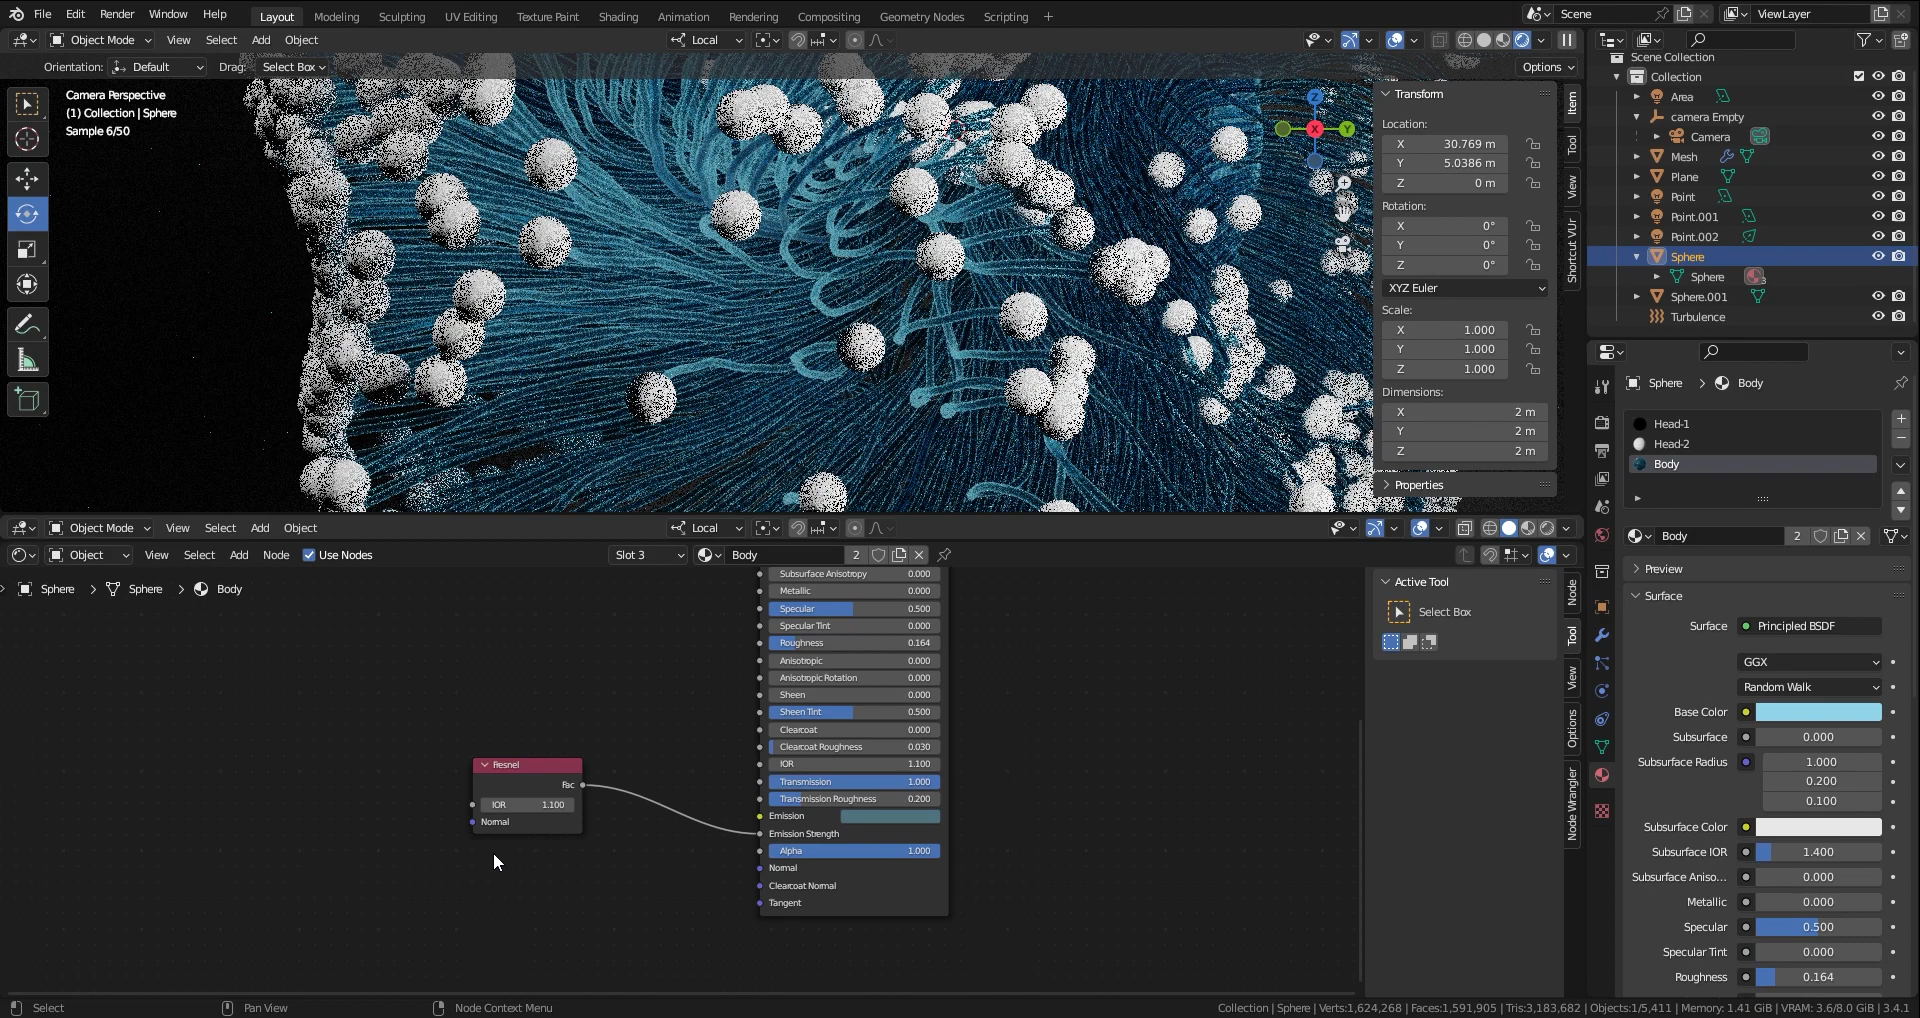 File Edit Render Window Help Layout Modeling Sculpting UV Editing Texture Paint Shading Animation Rendering Compositing Geometry Nodes Scripting + Scene ViewLayer
Object Mode View Select Add Object Local
Orientation: Default Drag: Select Box Options
Camera Perspective
(1) Collection | Sphere
Sample 6/50
Z
X
Y
Transform
Location:
X 30.769 m
Y 5.0386 m
Z 0 m
Rotation:
X 0°
Y 0°
Z 0°
XYZ Euler
Scale:
X 1.000
Y 1.000
Z 1.000
Dimensions:
X 2 m
Y 2 m
Z 2 m
Properties
Item
Tool
View
Shortcut VUr
Scene Collection
Collection
Area
camera Empty
Camera
Mesh
Plane
Point
Point.001
Point.002
Sphere
Sphere 3
Sphere.001
Turbulence
Sphere > Body
Head-1
Head-2
Body
Body 2
Preview
Surface
Surface Principled BSDF
GGX
Random Walk
Base Color
Subsurface 0.000
Subsurface Radius 1.000
0.200
0.100
Subsurface Color
Subsurface IOR 1.400
Subsurface Aniso... 0.000
Metallic 0.000
Specular 0.500
Specular Tint 0.000
Roughness 0.164
Object Mode View Select Add Object Local
Object View Select Add Node Use Nodes Slot 3 Body 2
Sphere > Sphere > Body
Subsurface Anisotropy 0.000
Metallic 0.000
Specular 0.500
Specular Tint 0.000
Roughness 0.164
Anisotropic 0.000
Anisotropic Rotation 0.000
Sheen 0.000
Sheen Tint 0.500
Clearcoat 0.000
Clearcoat Roughness 0.030
IOR 1.100
Transmission 1.000
Transmission Roughness 0.200
Emission
Emission Strength
Alpha 1.000
Normal
Clearcoat Normal
Tangent
Fresnel
Fac
IOR 1.100
Normal
Active Tool
Select Box
Node
Tool
View
Options
Node Wrangler
Select Pan View Node Context Menu Collection | Sphere | Verts:1,624,268 | Faces:1,591,905 | Tris:3,183,682 | Objects:1/5,411 | Memory: 1.41 GiB | VRAM: 3.6/8.0 GiB | 3.4.1